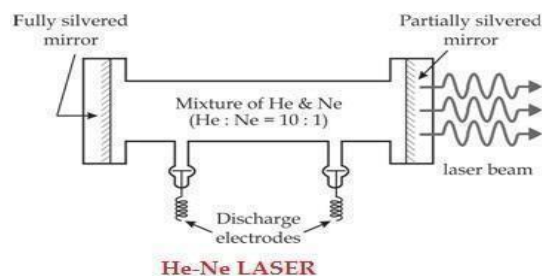 Fully silvered
mirror
Partially silvered
mirror
Mixture of He & Ne
(He : Ne = 10 : 1)
laser beam
Discharge
electrodes
He-Ne LASER